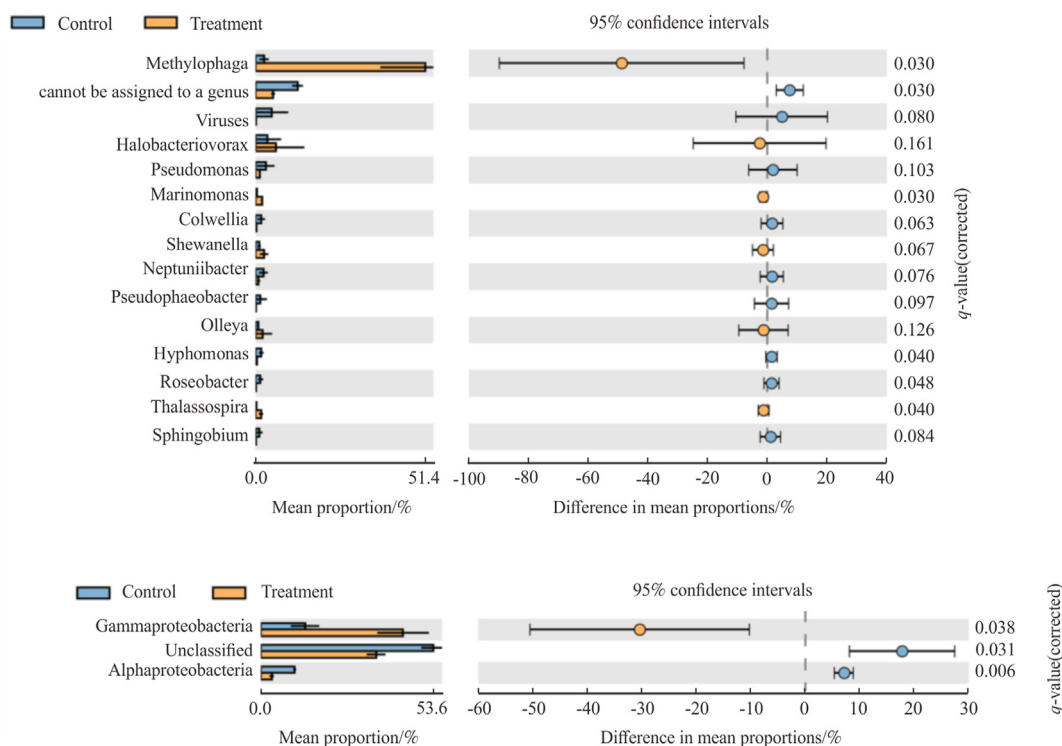 Control Treatment 95% confidence intervals
Methylophaga 0.030
cannot be assigned to a genus 0.030
Viruses 0.080
Halobacteriovorax 0.161
Pseudomonas 0.103
Marinomonas 0.030
Colwellia 0.063
Shewanella 0.067
Neptuniibacter 0.076
Pseudophaeobacter 0.097
Olleya 0.126
Hyphomonas 0.040
Roseobacter 0.048
Thalassospira 0.040
Sphingobium 0.084
q-value(corrected)
0.0 51.4 -100 -80 -60 -40 -20 0 20 40
Mean proportion/% Difference in mean proportions/%
Control Treatment 95% confidence intervals
Gammaproteobacteria 0.038
Unclassified 0.031
Alphaproteobacteria 0.006
q-value(corrected)
0.0 53.6 -60 -50 -40 -30 -20 -10 0 10 20 30
Mean proportion/% Difference in mean proportions/%